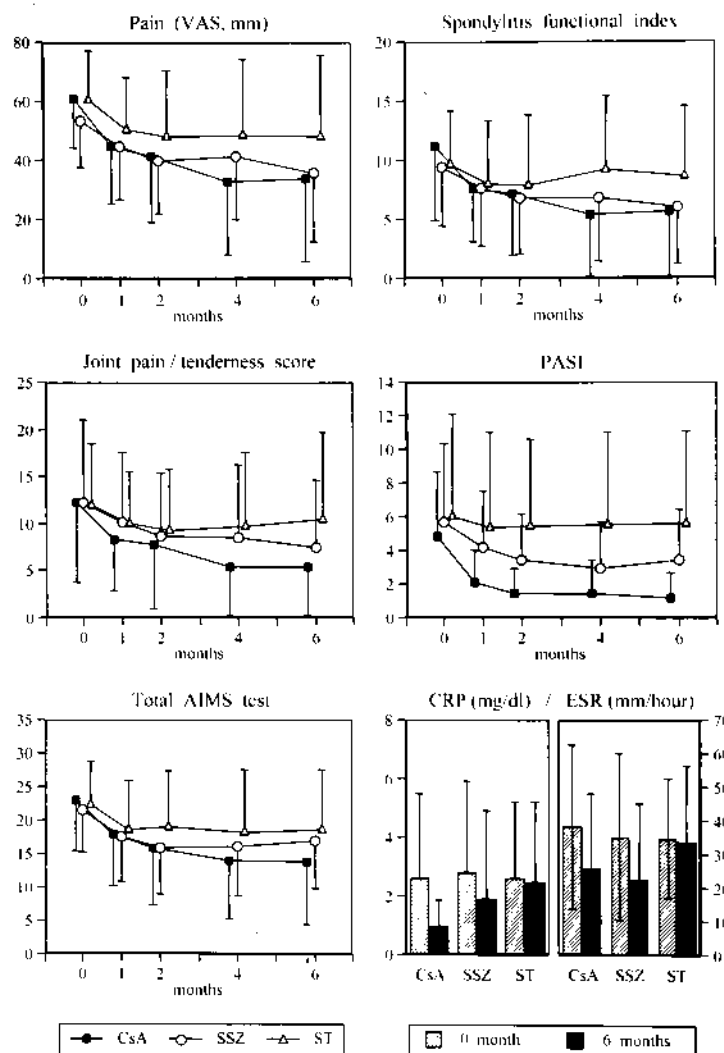 Pain (VAS, mm)
80
60
40
20
0
0 1 2 4 6
months
Spondylitis functional index
20
15
10
5
0
0 1 2 4 6
months
Joint pain / tenderness score
25
20
15
10
5
0
0 1 2 4 6
months
PASI
14
12
10
8
6
4
2
0
0 1 2 4 6
months
Total AIMS test
35
30
25
20
15
10
5
0
0 1 2 4 6
months
CRP (mg/dl) / ESR (mm/hour)
8
6
4
2
0
70
60
50
40
30
20
10
0
CsA SSZ ST CsA SSZ ST
CsA SSZ ST
0 month 6 months